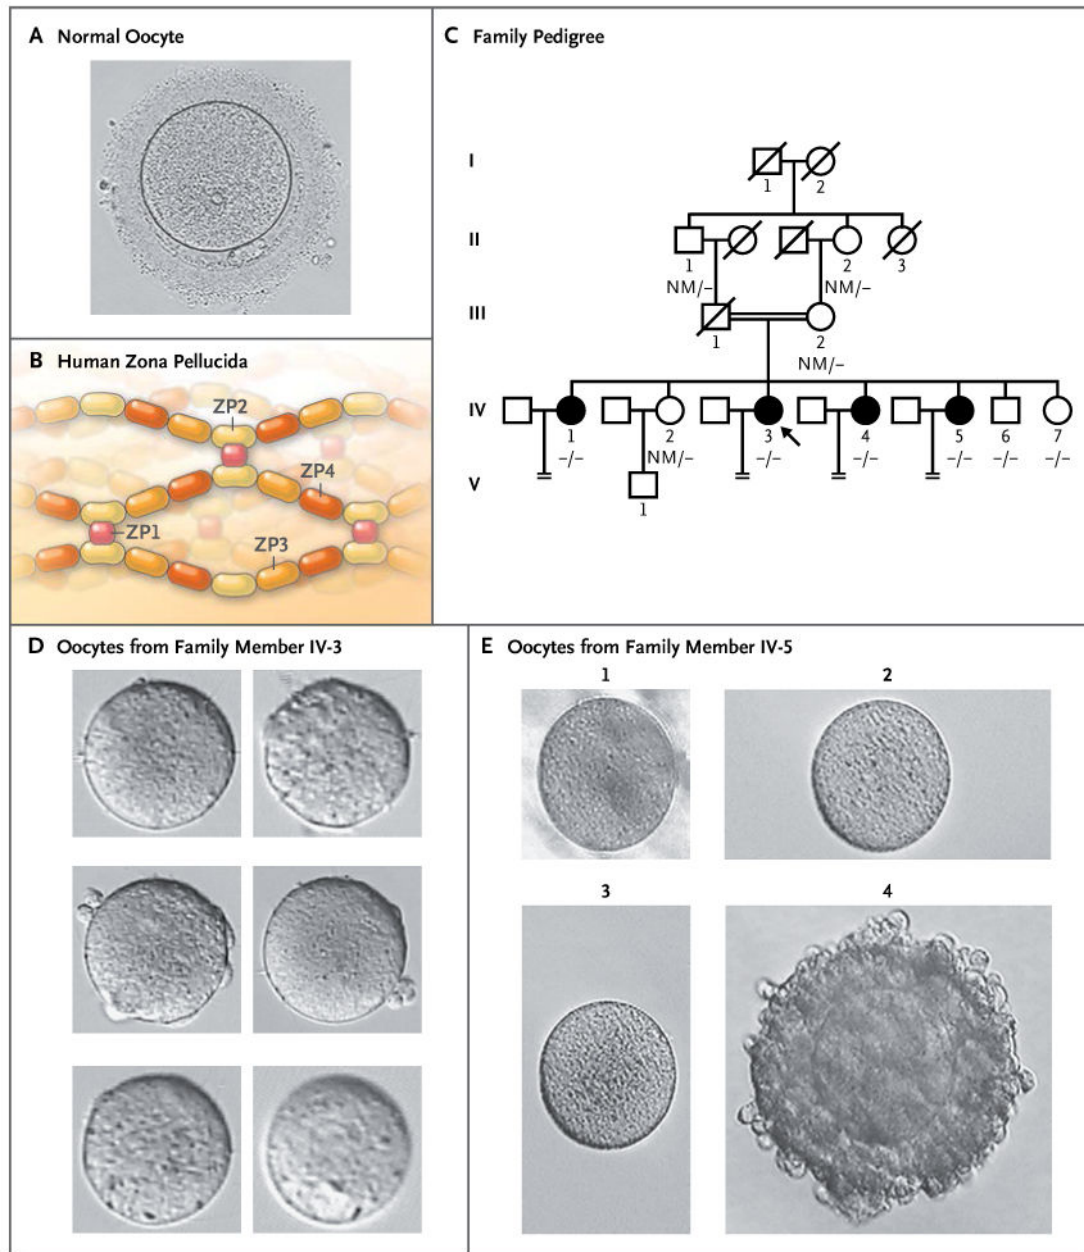 A Normal Oocyte
B Human Zona Pellucida
ZP2
ZP4
ZP1
ZP3
C Family Pedigree
I
1 2
II
1 2 3
NM/– NM/–
III
1 2
NM/–
IV
1 2 3 4 5 6 7
–/– NM/– –/– –/– –/– –/– –/–
V
1
D Oocytes from Family Member IV-3
E Oocytes from Family Member IV-5
1 2
3 4